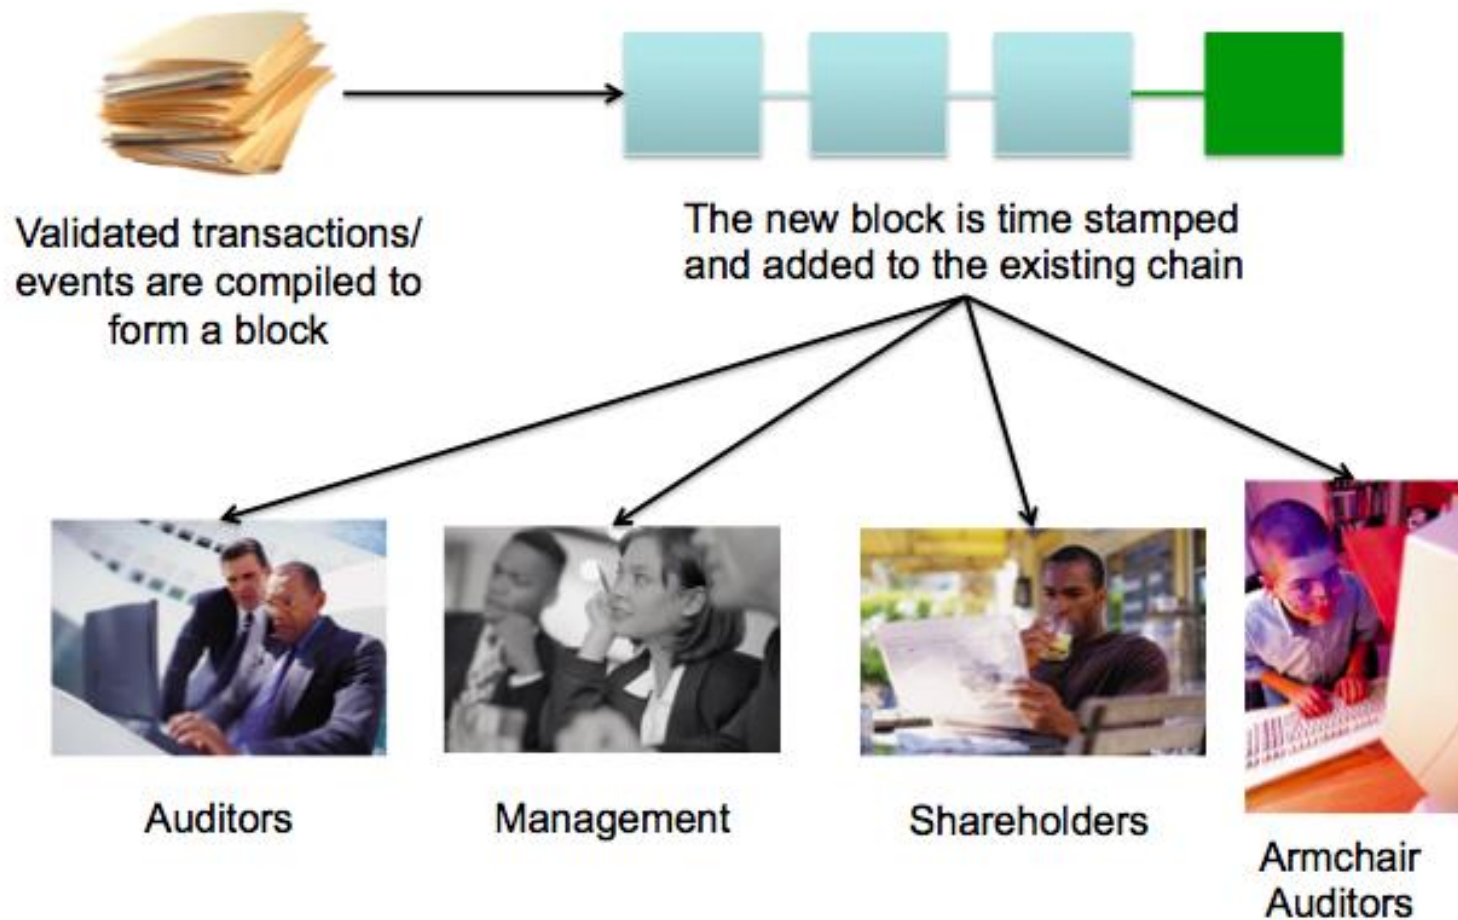 Validated transactions/
events are compiled to
form a block
The new block is time stamped
and added to the existing chain
Auditors
Management
Shareholders
Armchair
Auditors